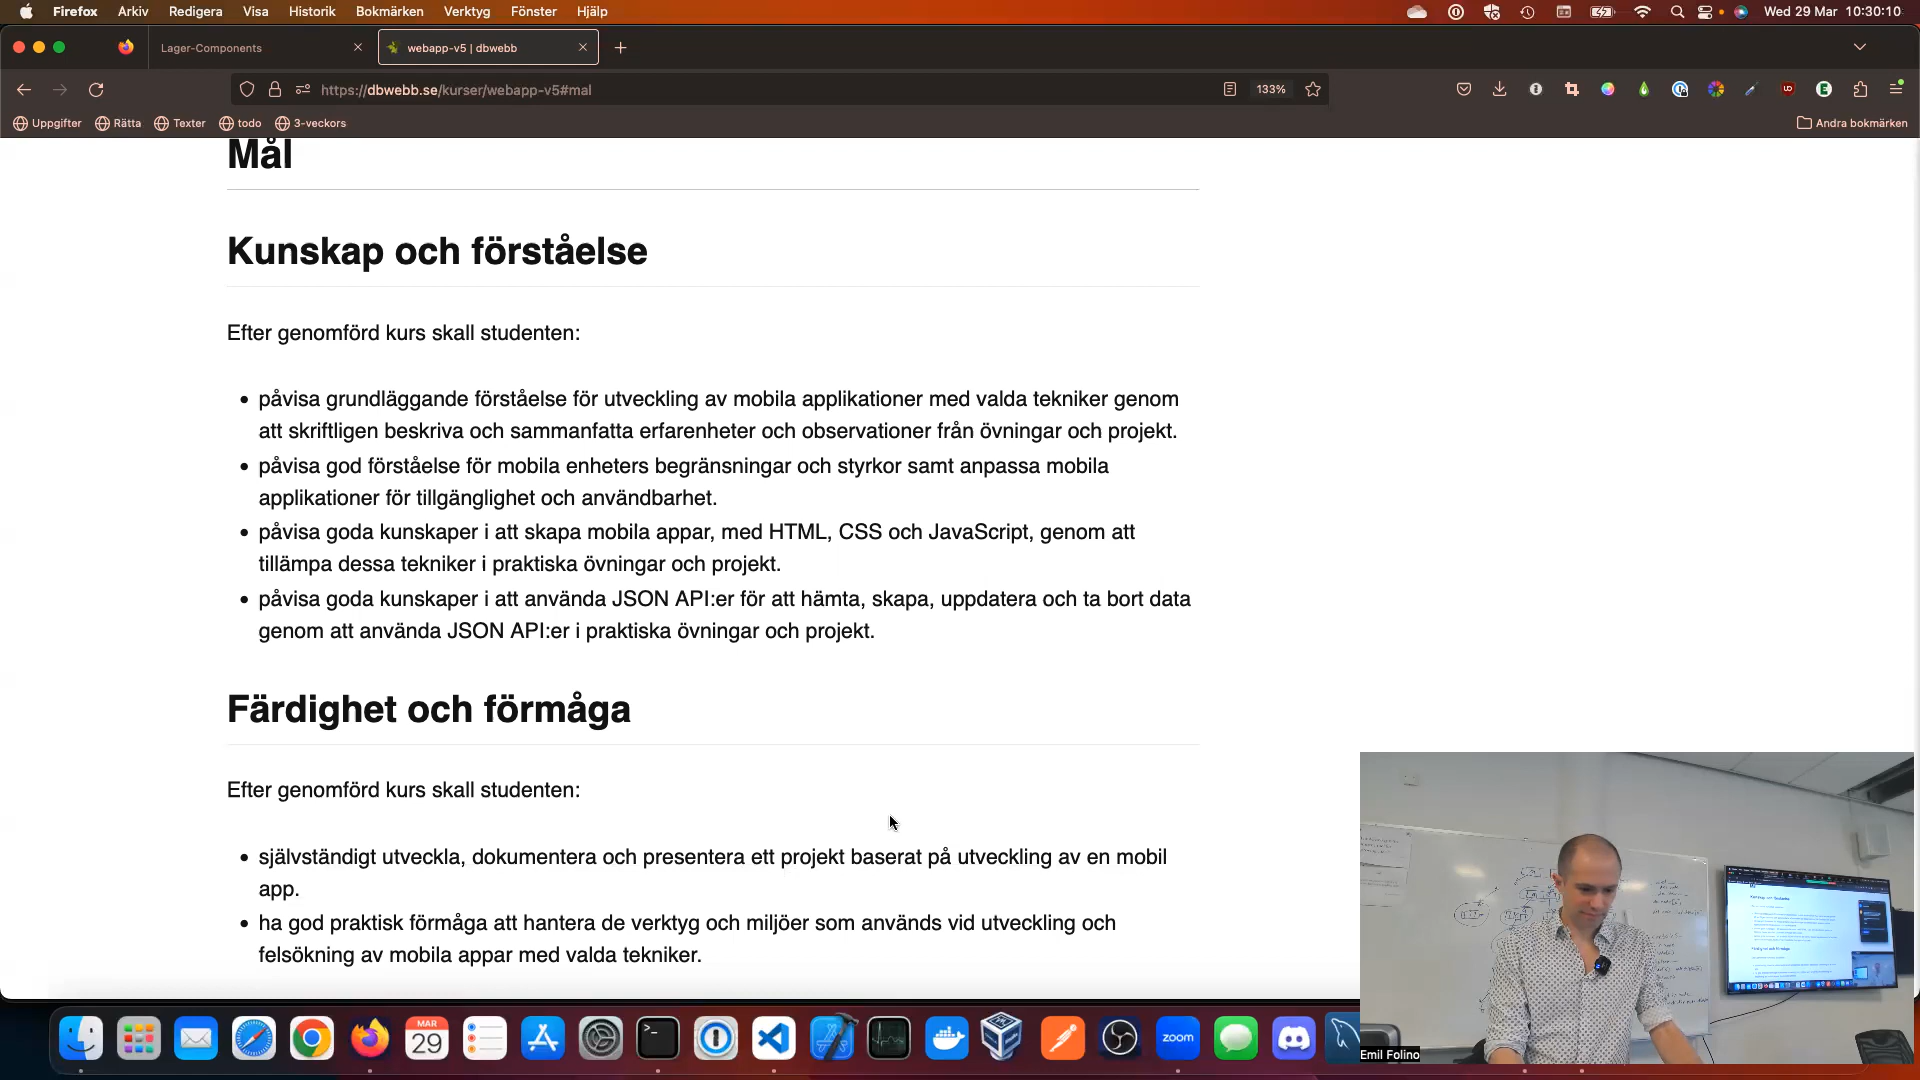 Firefox Arkiv Redigera Visa Historik Bokmärken Verktyg Fönster Hjälp Wed 29 Mar 10:30:10
Lager-Components webapp-v5 | dbwebb
https://dbwebb.se/kurser/webapp-v5#mal 133%
Uppgifter Rätta Texter todo 3-veckors Andra bokmärken
Mål
Kunskap och förståelse
Efter genomförd kurs skall studenten:
påvisa grundläggande förståelse för utveckling av mobila applikationer med valda tekniker genom
att skriftligen beskriva och sammanfatta erfarenheter och observationer från övningar och projekt.
påvisa god förståelse för mobila enheters begränsningar och styrkor samt anpassa mobila
applikationer för tillgänglighet och användbarhet.
påvisa goda kunskaper i att skapa mobila appar, med HTML, CSS och JavaScript, genom att
tillämpa dessa tekniker i praktiska övningar och projekt.
påvisa goda kunskaper i att använda JSON API:er för att hämta, skapa, uppdatera och ta bort data
genom att använda JSON API:er i praktiska övningar och projekt.
Färdighet och förmåga
Efter genomförd kurs skall studenten:
självständigt utveckla, dokumentera och presentera ett projekt baserat på utveckling av en mobil
app.
ha god praktisk förmåga att hantera de verktyg och miljöer som används vid utveckling och
felsökning av mobila appar med valda tekniker.
MAR
29
zoom
Emil Folino